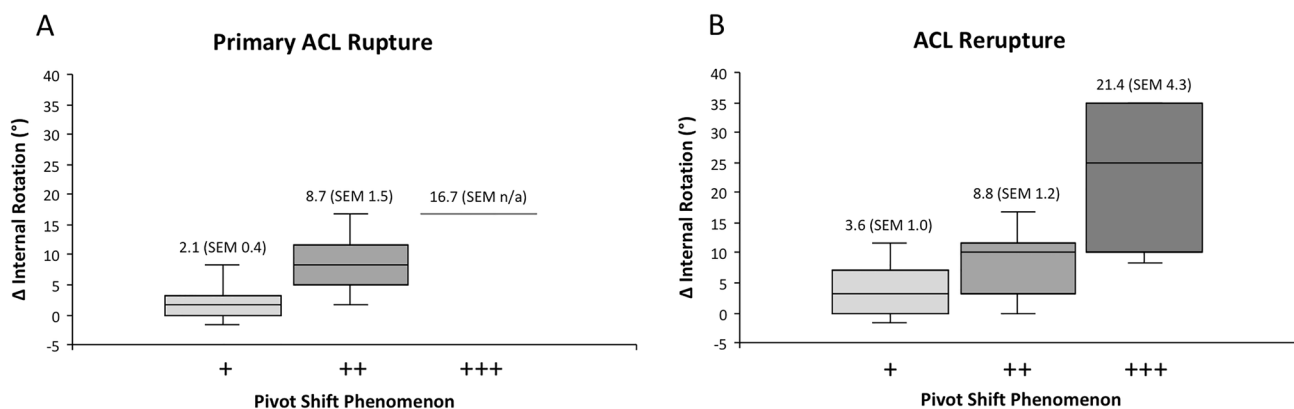 A
Primary ACL Rupture
Δ Internal Rotation (°)
40
35
30
25
20
15
10
5
0
-5
2.1 (SEM 0.4)
8.7 (SEM 1.5)
16.7 (SEM n/a)
+
++
+++
Pivot Shift Phenomenon
B
ACL Rerupture
Δ Internal Rotation (°)
40
35
30
25
20
15
10
5
0
-5
3.6 (SEM 1.0)
8.8 (SEM 1.2)
21.4 (SEM 4.3)
+
++
+++
Pivot Shift Phenomenon